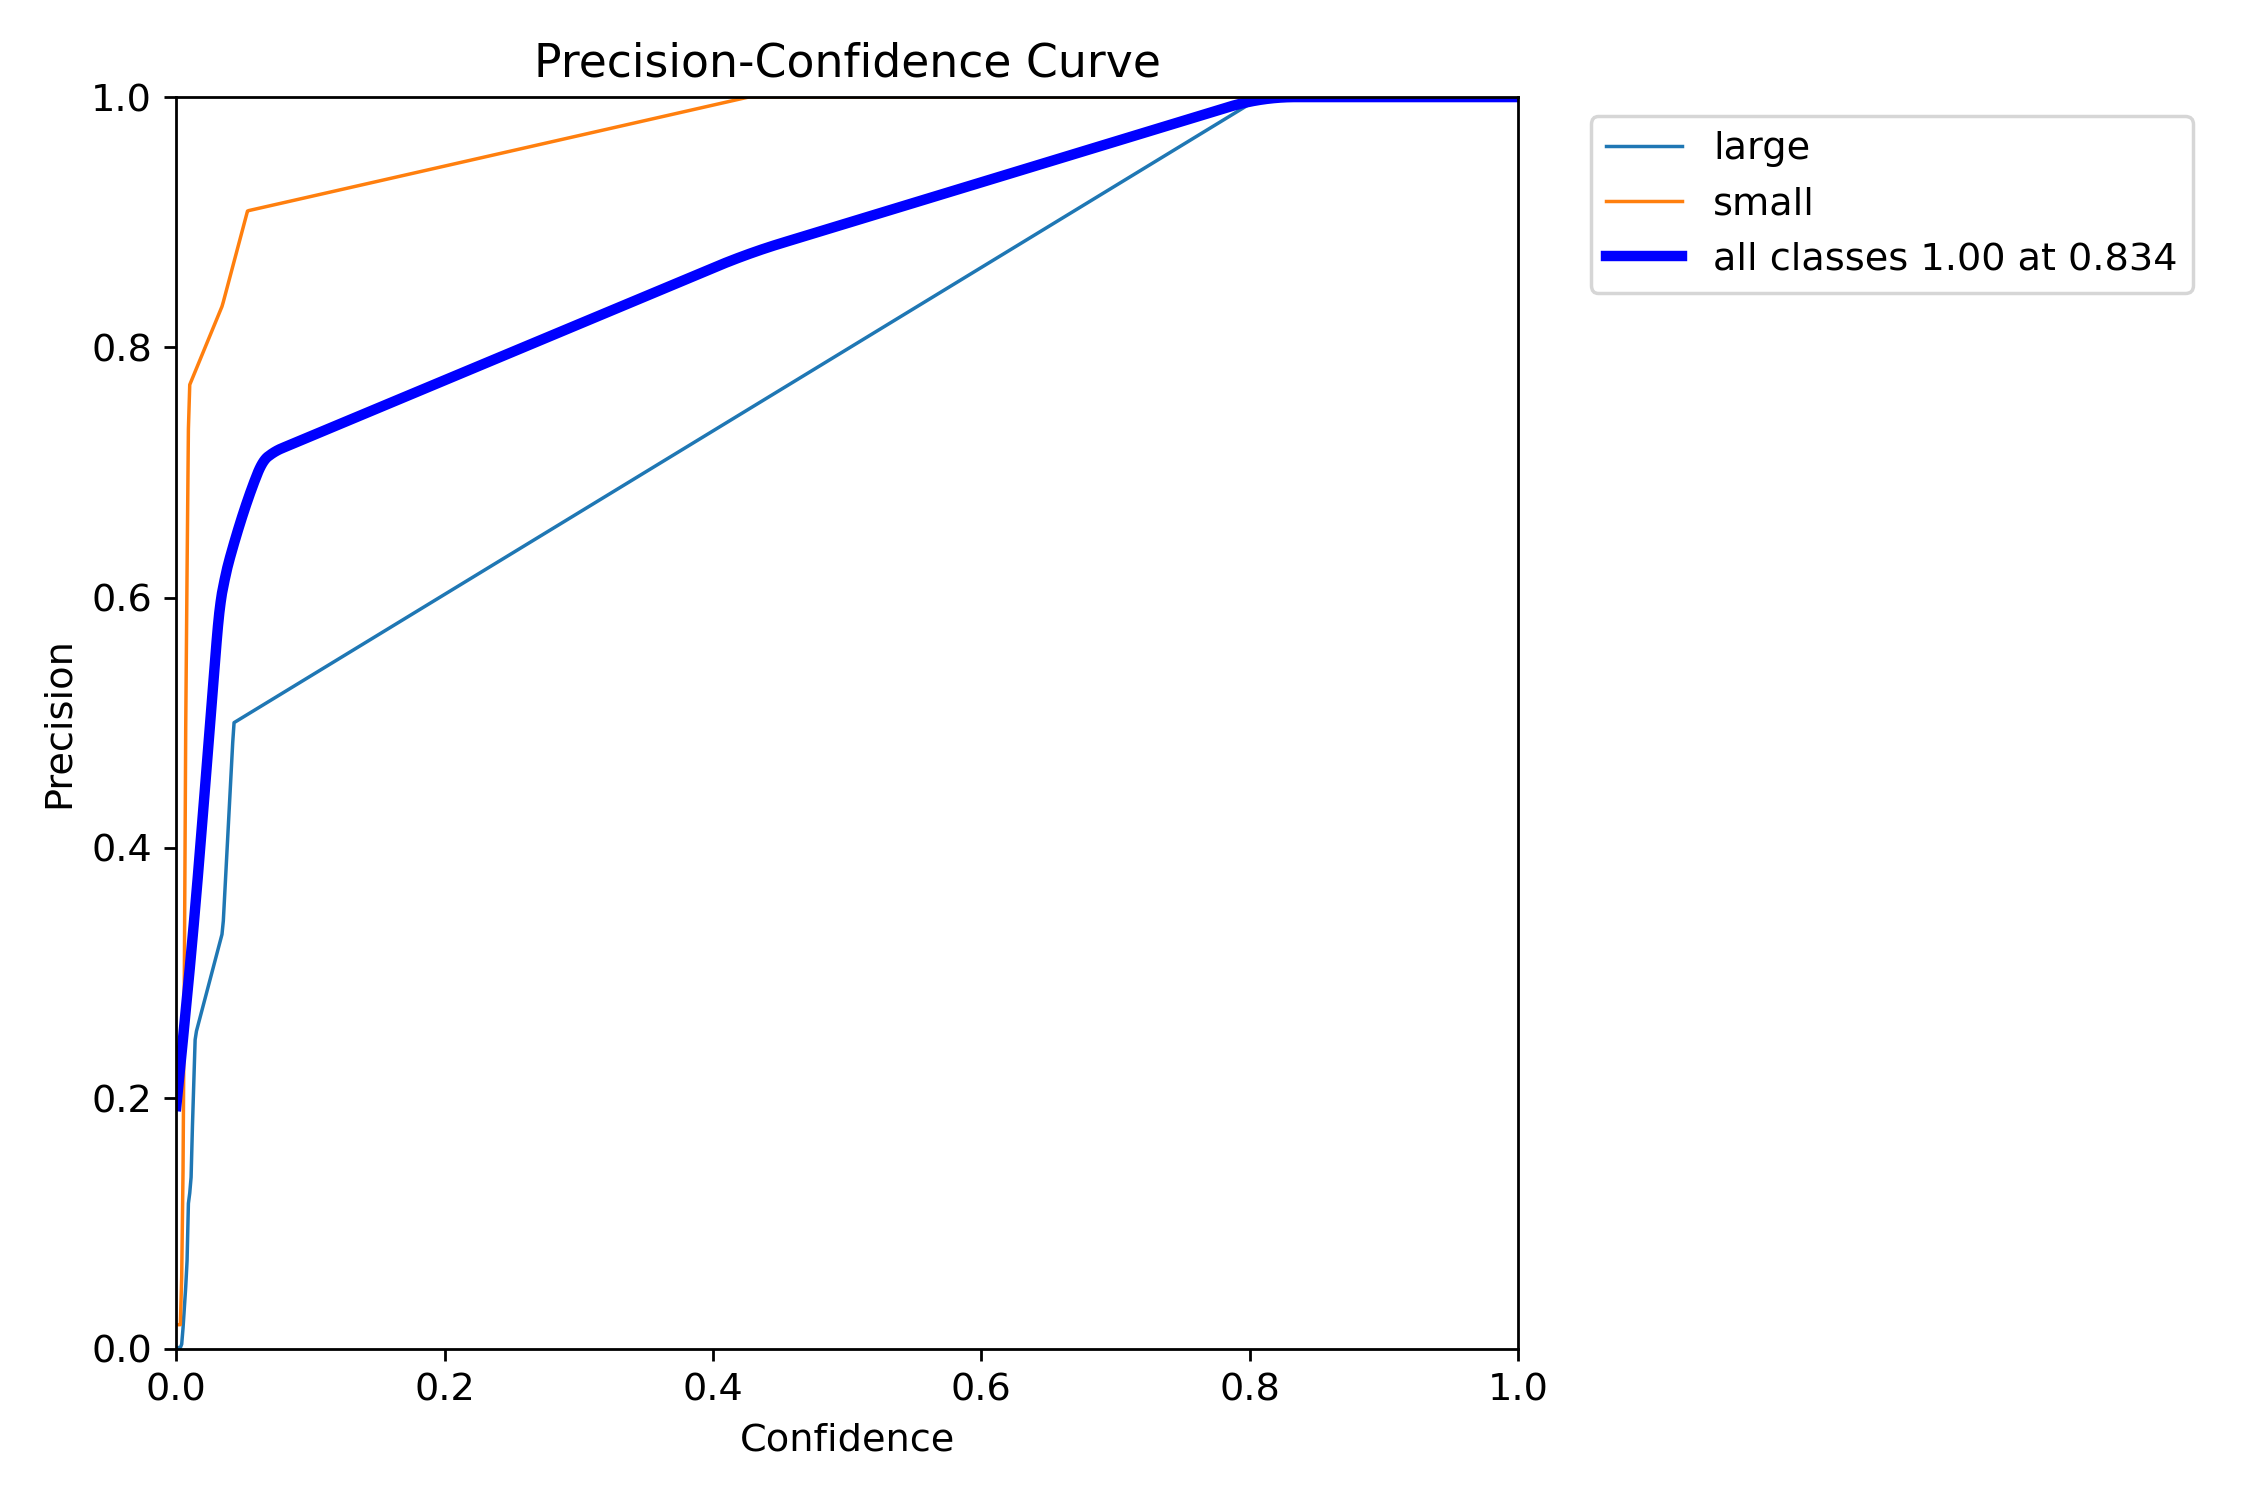 Precision-Confidence Curve
large
small
all classes 1.00 at 0.834
Precision
1.0
0.8
0.6
0.4
0.2
0.0
0.0 0.2 0.4 0.6 0.8 1.0
Confidence